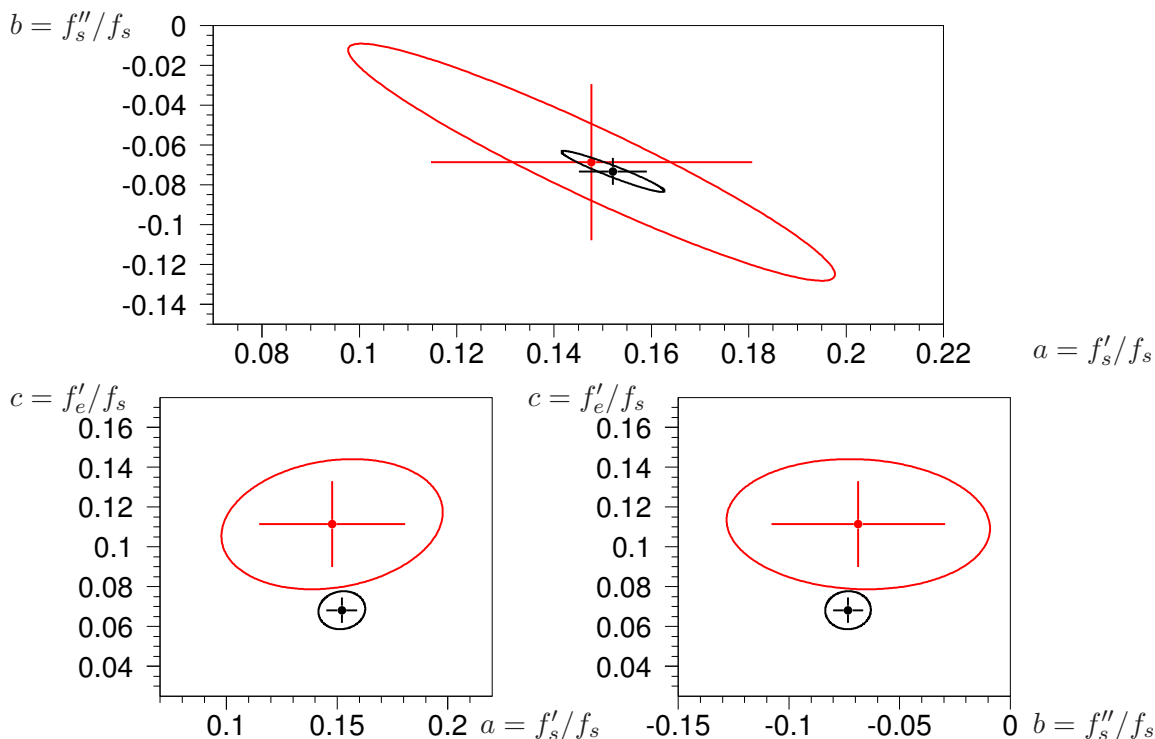 b = f''_s/f_s
0
-0.02
-0.04
-0.06
-0.08
-0.1
-0.12
-0.14
0.08 0.1 0.12 0.14 0.16 0.18 0.2 0.22
a = f'_s/f_s
c = f'_e/f_s
0.16
0.14
0.12
0.1
0.08
0.06
0.04
0.1 0.15 0.2
a = f'_s/f_s
c = f'_e/f_s
0.16
0.14
0.12
0.1
0.08
0.06
0.04
-0.15 -0.1 -0.05 0
b = f''_s/f_s